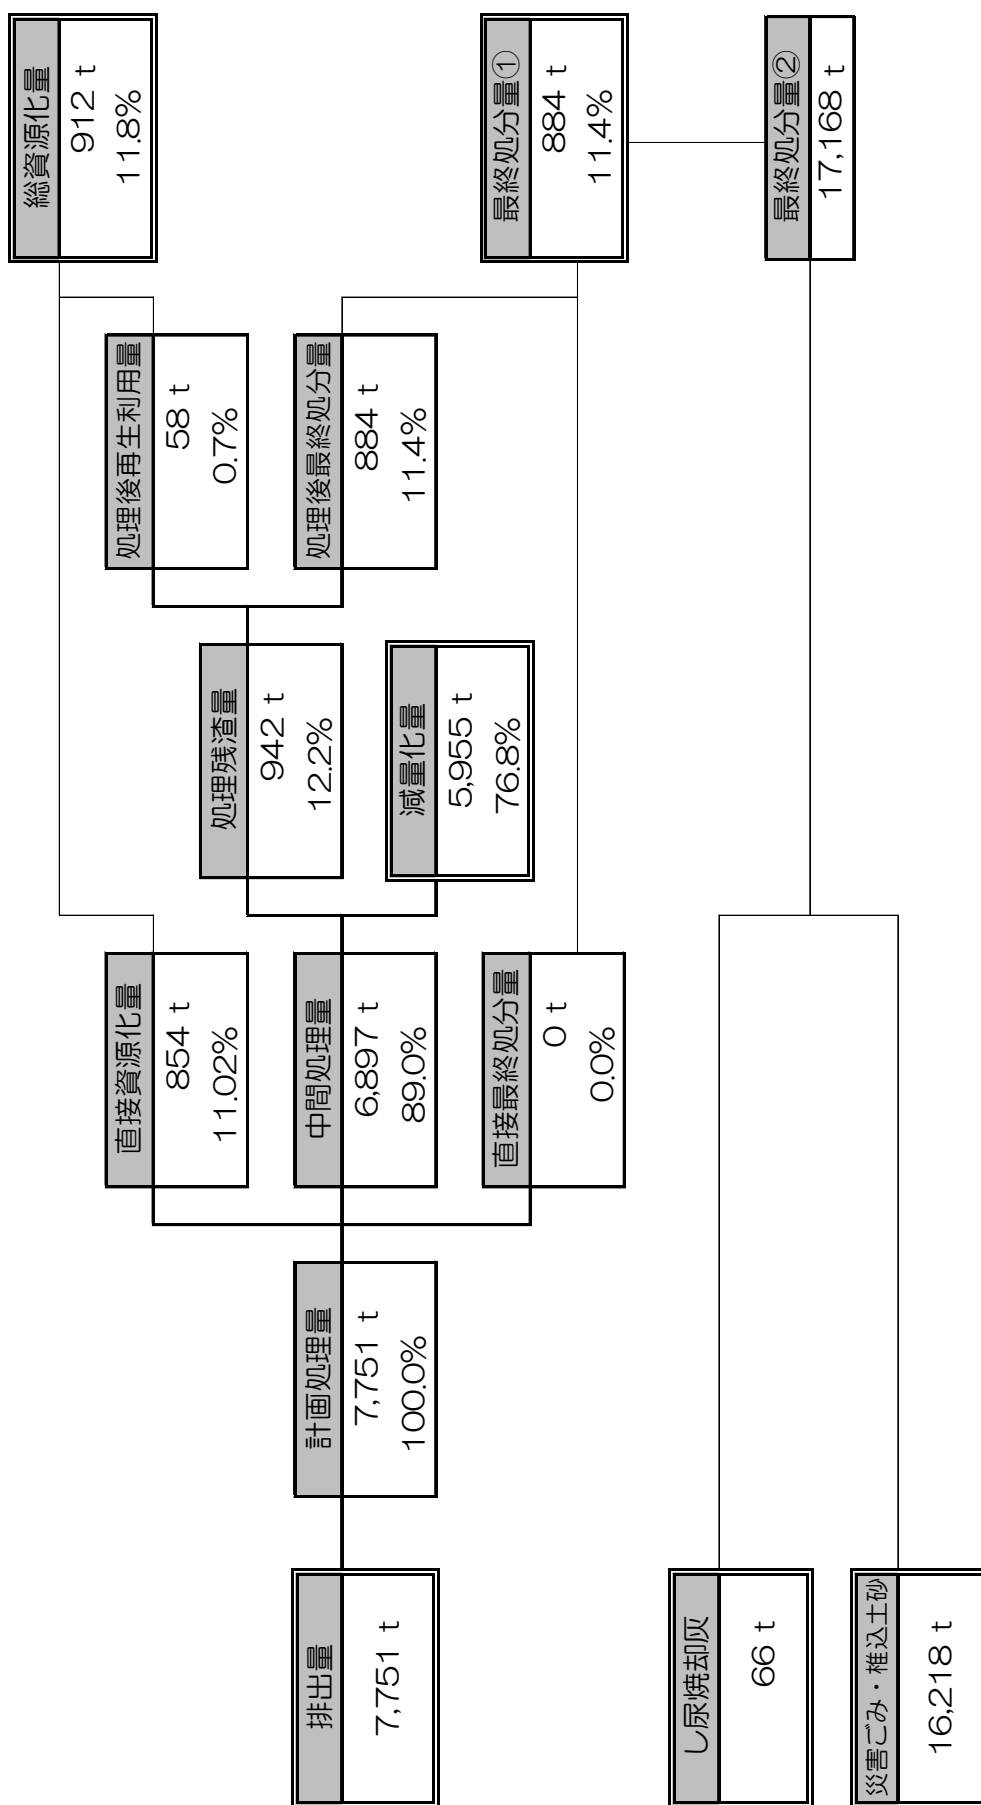 排出量
7,751 t
計画処理量
7,751 t
100.0%
直接資源化量
854 t
11.02%
中間処理量
6,897 t
89.0%
直接最終処分量
0 t
0.0%
処理残渣量
942 t
12.2%
減量化量
5,955 t
76.8%
処理後再生利用量
58 t
0.7%
処理後最終処分量
884 t
11.4%
総資源化量
912 t
11.8%
最終処分量①
884 t
11.4%
最終処分量②
17,168 t
し尿焼却灰
66 t
災害ごみ・椎込土砂
16,218 t